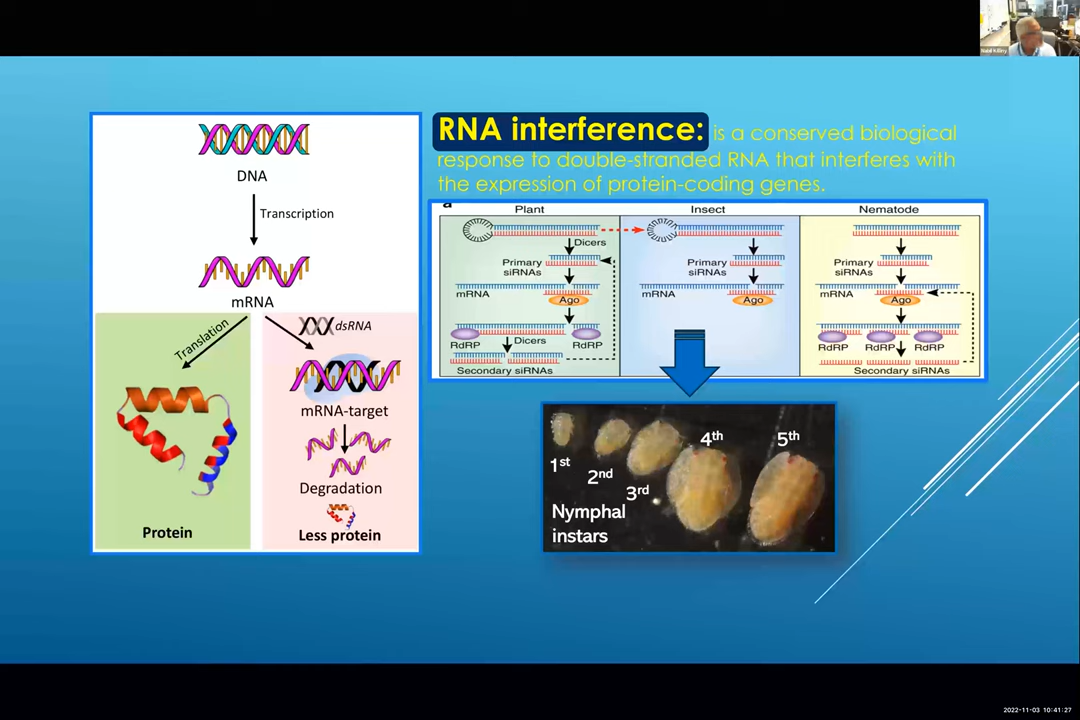 Nabil Killiny
DNA
Transcription
mRNA
Translation
dsRNA
mRNA-target
Degradation
Protein
Less protein
RNA interference: is a conserved biological
response to double-stranded RNA that interferes with
the expression of protein-coding genes.
a
Plant
Dicers
Primary
siRNAs
mRNA
Ago
RdRP
Dicers
RdRP
Secondary siRNAs
Insect
Primary
siRNAs
mRNA
Ago
Nematode
Primary
siRNAs
mRNA
Ago
RdRP
RdRP
RdRP
Secondary siRNAs
1st
2nd
3rd
4th
5th
Nymphal
instars
2022-11-03 10:41:27